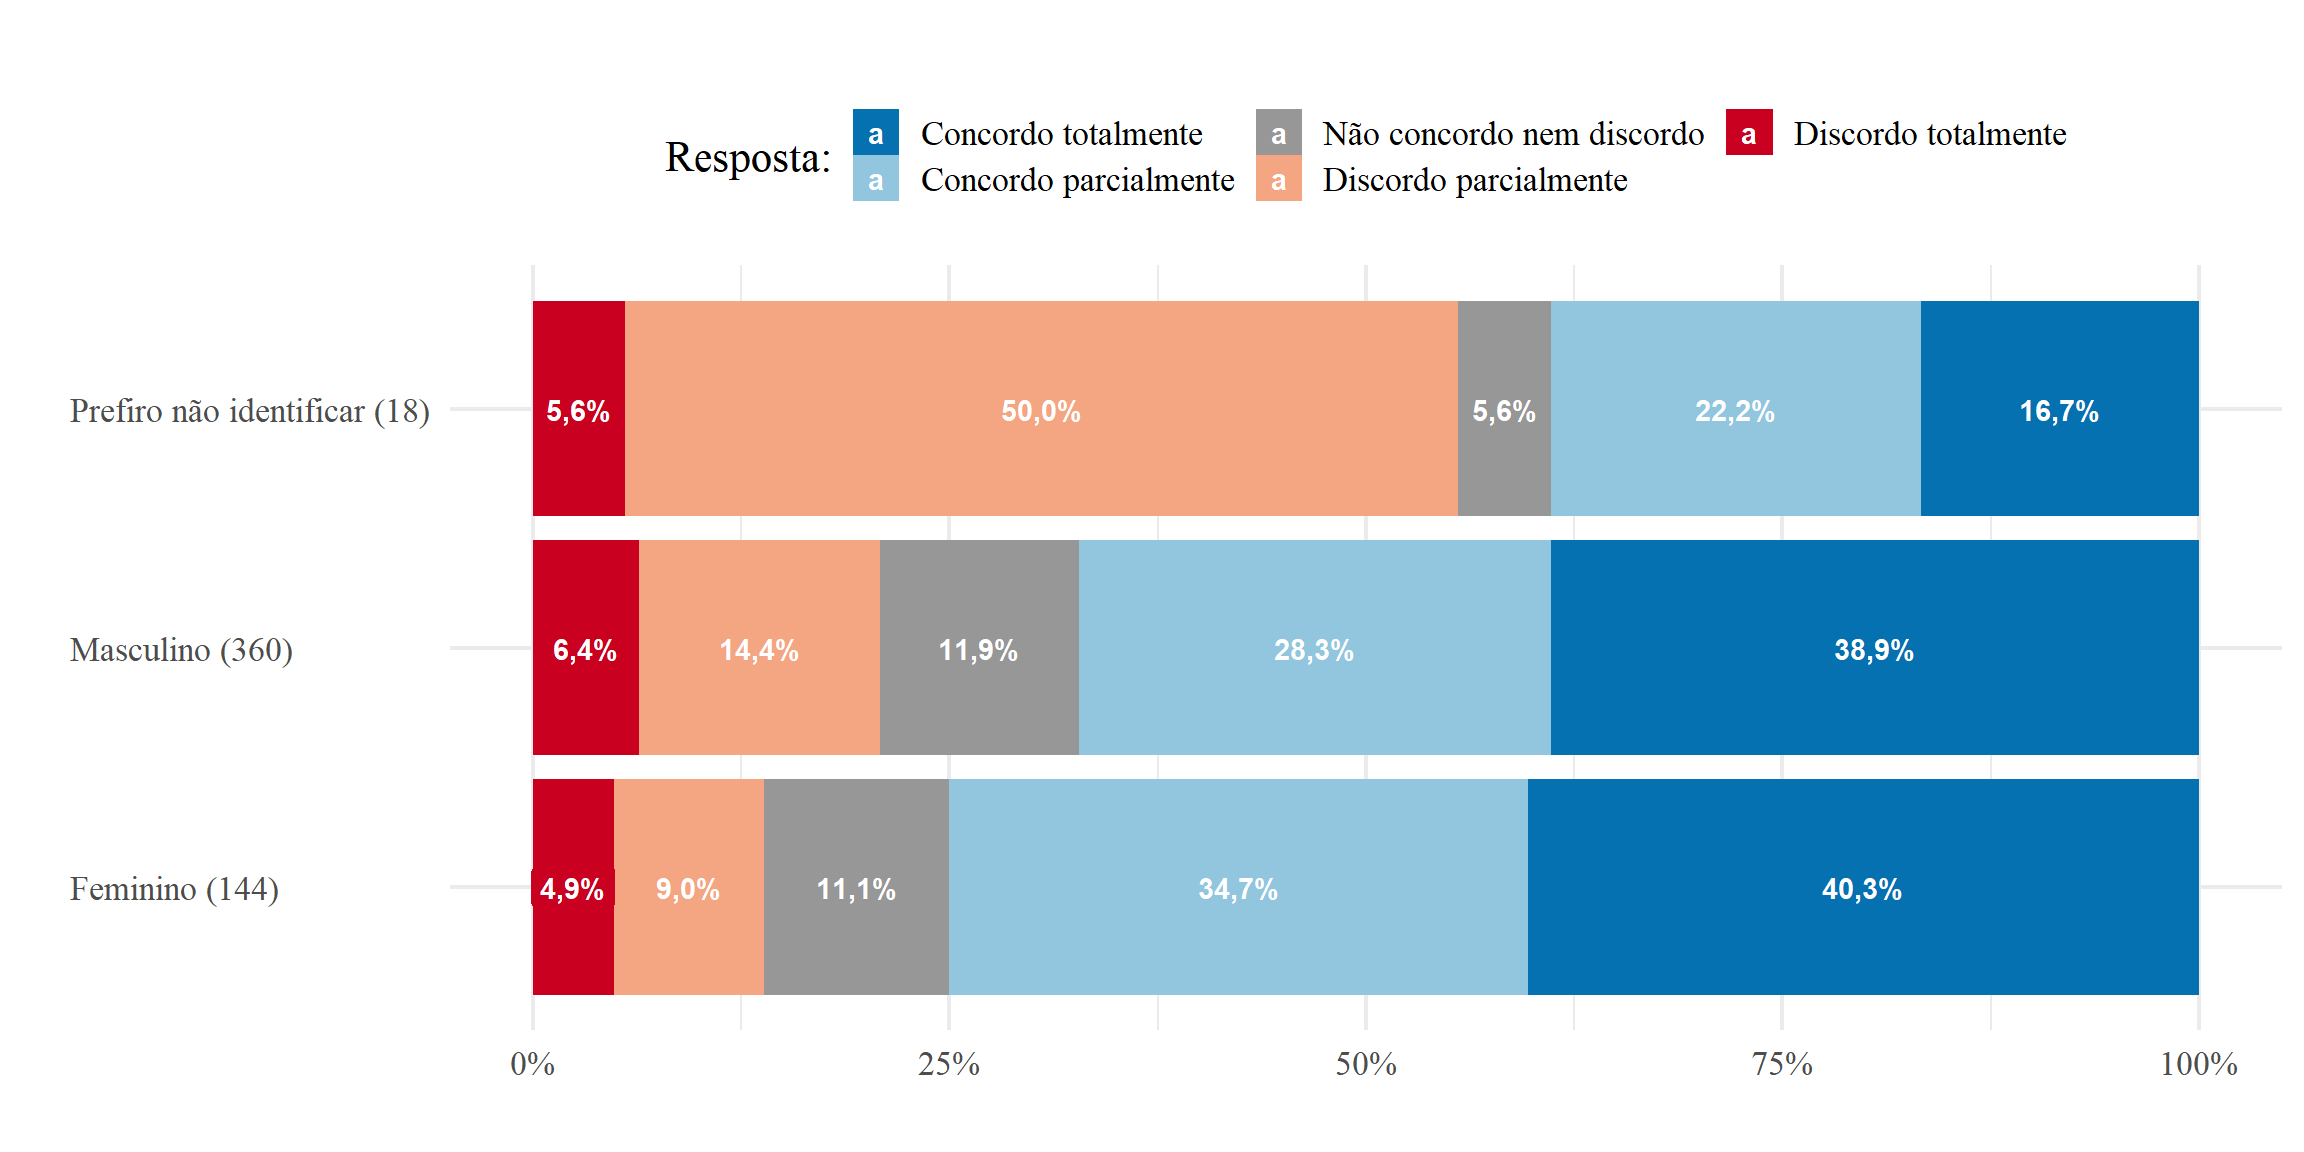 Resposta:
a Concordo totalmente
a Não concordo nem discordo
a Discordo totalmente
a Concordo parcialmente
a Discordo parcialmente
Prefiro não identificar (18)
5,6% 50,0% 5,6% 22,2% 16,7%
Masculino (360)
6,4% 14,4% 11,9% 28,3% 38,9%
Feminino (144)
4,9% 9,0% 11,1% 34,7% 40,3%
0% 25% 50% 75% 100%